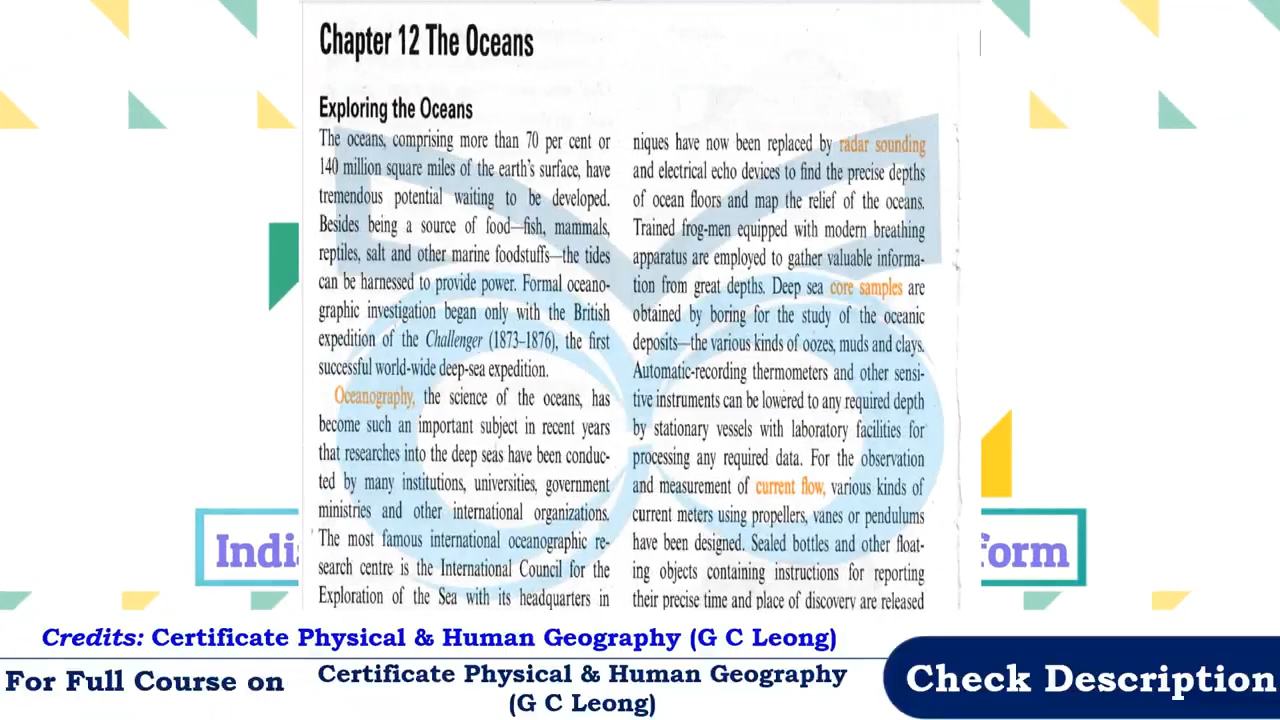 Chapter 12 The Oceans
Exploring the Oceans
The oceans, comprising more than 70 per cent or
140 million square miles of the earth's surface, have
tremendous potential waiting to be developed.
Besides being a source of food—fish, mammals,
reptiles, salt and other marine foodstuffs—the tides
can be harnessed to provide power. Formal oceano-
graphic investigation began only with the British
expedition of the Challenger (1873–1876), the first
successful world-wide deep-sea expedition.
Oceanography, the science of the oceans, has
become such an important subject in recent years
that researches into the deep seas have been conduc-
ted by many institutions, universities, government
ministries and other international organizations.
The most famous international oceanographic re-
search centre is the International Council for the
Exploration of the Sea with its headquarters in
niques have now been replaced by radar sounding
and electrical echo devices to find the precise depths
of ocean floors and map the relief of the oceans.
Trained frog-men equipped with modern breathing
apparatus are employed to gather valuable informa-
tion from great depths. Deep sea core samples are
obtained by boring for the study of the oceanic
deposits—the various kinds of oozes, muds and clays.
Automatic-recording thermometers and other sensi-
tive instruments can be lowered to any required depth
by stationary vessels with laboratory facilities for
processing any required data. For the observation
and measurement of current flow, various kinds of
current meters using propellers, vanes or pendulums
have been designed. Sealed bottles and other float-
ing objects containing instructions for reporting
their precise time and place of discovery are released
Credits: Certificate Physical & Human Geography (G C Leong)
For Full Course on
Certificate Physical & Human Geography
(G C Leong)
Check Description